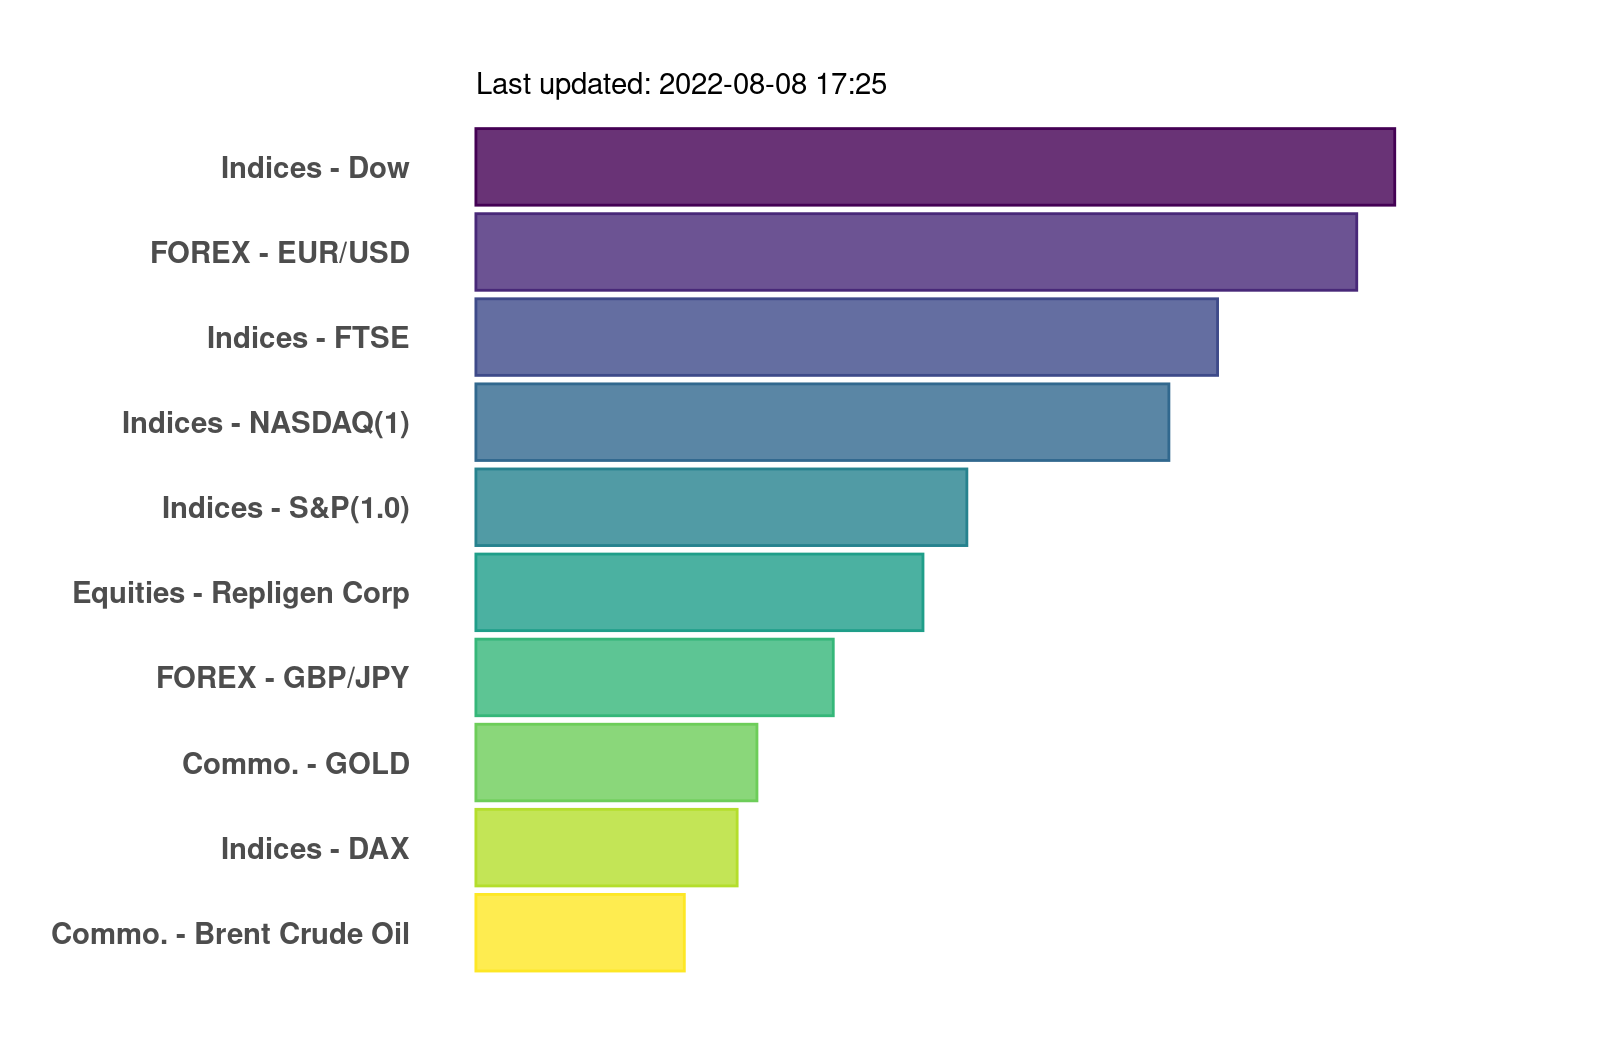 Last updated: 2022-08-08 17:25
Indices - Dow
FOREX - EUR/USD
Indices - FTSE
Indices - NASDAQ(1)
Indices - S&P(1.0)
Equities - Repligen Corp
FOREX - GBP/JPY
Commo. - GOLD
Indices - DAX
Commo. - Brent Crude Oil